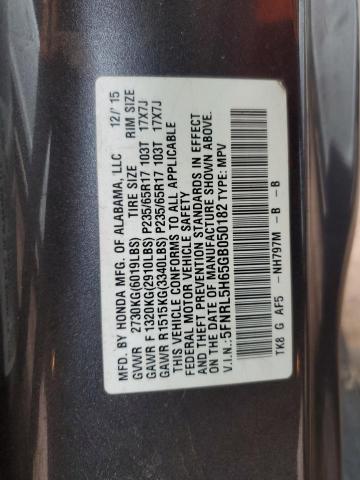 MFD. BY HONDA MFG. OF ALABAMA, LLC 12/'15
GVWR 2730KG(6019LBS) TIRE SIZE RIM SIZE
GAWR F 1320KG(2910LBS) P235/65R17 103T 17X7J
GAWR R1515KG(3340LBS) P235/65R17 103T 17X7J
THIS VEHICLE CONFORMS TO ALL APPLICABLE
FEDERAL MOTOR VEHICLE SAFETY
AND THEFT PREVENTION STANDARDS IN EFFECT
ON THE DATE OF MANUFACTURE SHOWN ABOVE.
V.I.N.:5FNRL5H65GB050182 TYPE: MPV
TK8 G AF5 -NH797M -B -B